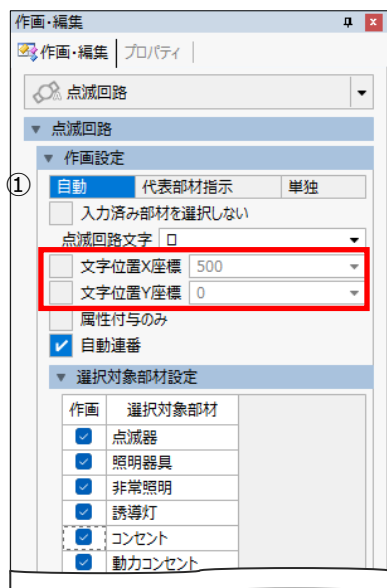 作画・編集
作画・編集 プロパティ
点滅回路
点滅回路
作画設定
① 自動 代表部材指示 単独
入力済み部材を選択しない
点滅回路文字 ロ
文字位置X座標 500
文字位置Y座標 0
属性付与のみ
自動連番
選択対象部材設定
作画 選択対象部材
点滅器
照明器具
非常照明
誘導灯
コンセント
動力コンセント